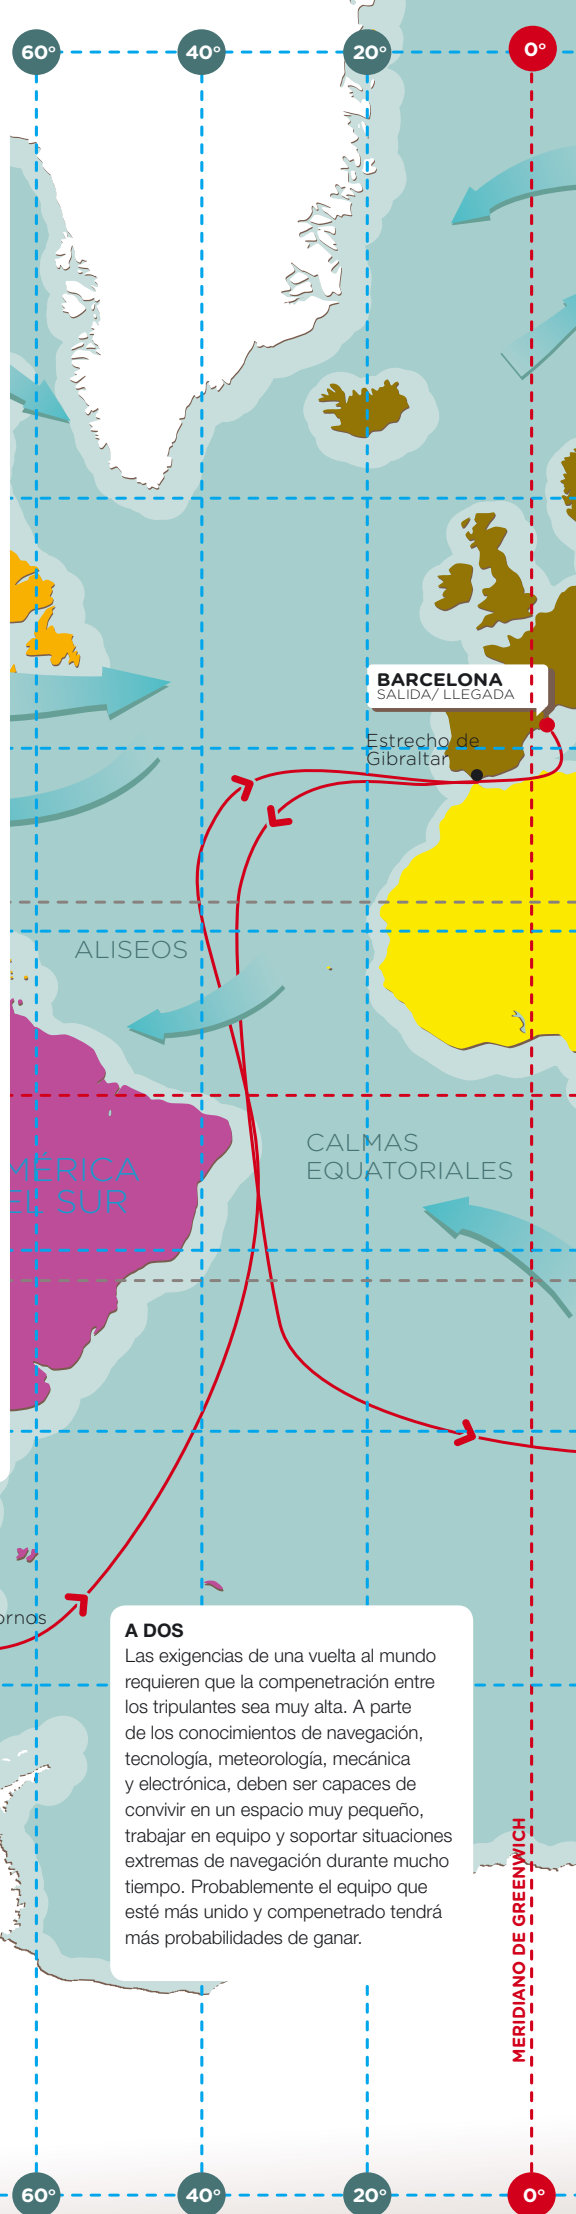 60°
40°
20°
0°
BARCELONA
SALIDA/ LLEGADA
Estrecho de
Gibraltar
ALISEOS
CALMAS
EQUATORIALES
MÉRICA
EL SUR
ornos
A DOS
Las exigencias de una vuelta al mundo
requieren que la compenetración entre
los tripulantes sea muy alta. A parte
de los conocimientos de navegación,
tecnología, meteorología, mecánica
y electrónica, deben ser capaces de
convivir en un espacio muy pequeño,
trabajar en equipo y soportar situaciones
extremas de navegación durante mucho
tiempo. Probablemente el equipo que
esté más unido y compenetrado tendrá
más probabilidades de ganar.
MERIDIANO DE GREENWICH
60°
40°
20°
0°